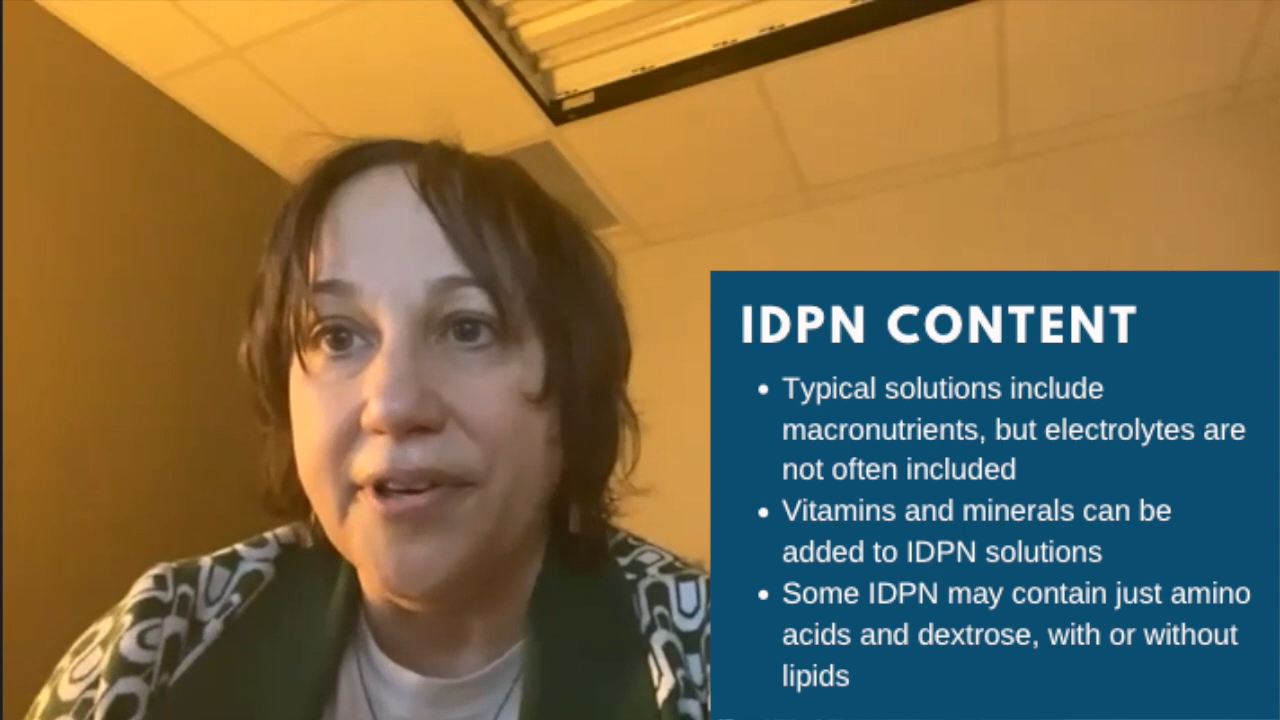 IDPN CONTENT
• Typical solutions include
macronutrients, but electrolytes are
not often included
• Vitamins and minerals can be
added to IDPN solutions
• Some IDPN may contain just amino
acids and dextrose, with or without
lipids